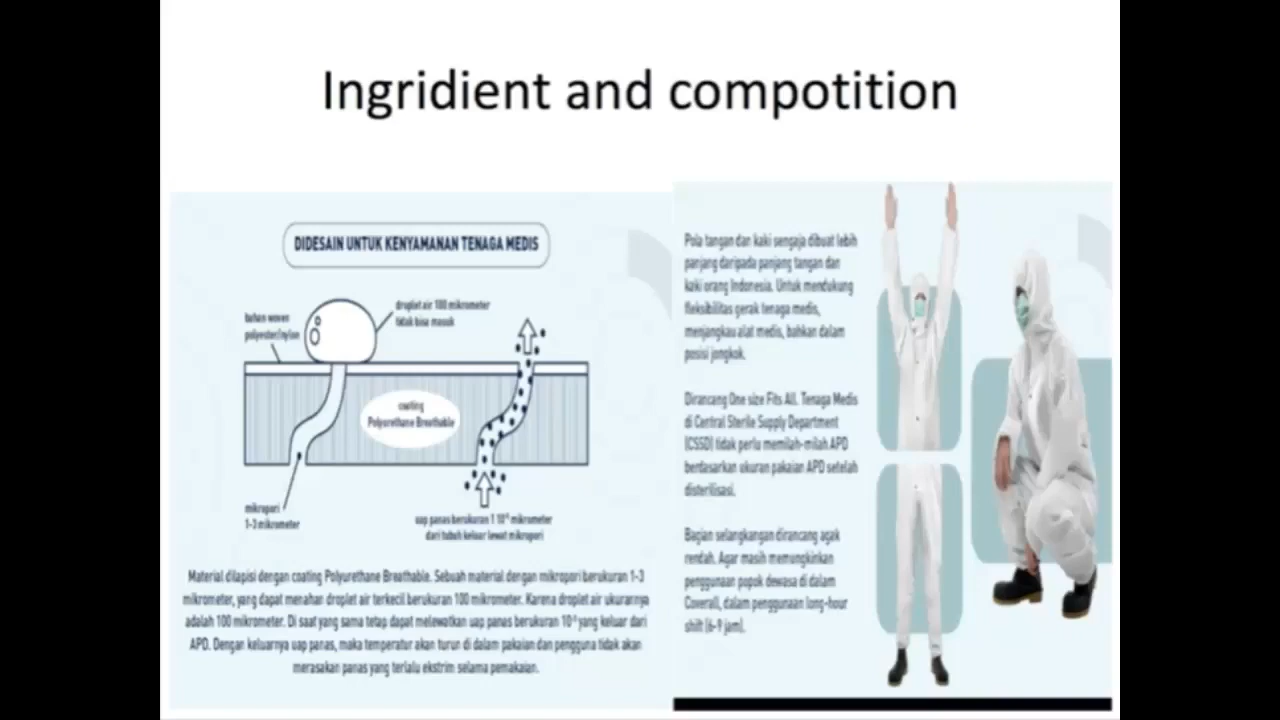 Ingridient and compotition
DIDESAIN UNTUK KENYAMANAN TENAGA MEDIS
bahan woven
polyester/nylon
droplet air 100 mikrometer
tidak bisa masuk
coating
Polyurethane Breathable
mikropori
1-3 mikrometer
uap panas berukuran
mikrometer
dari tubuh keluar lewat mikropori
Material dilapisi dengan coating Polyurethane Breathable. Sebuah material dengan mikropori berukuran 1-3
mikrometer, yang dapat menahan droplet air terkecil berukuran 100 mikrometer. Karena droplet air ukurannya
adalah 100 mikrometer. Di saat yang sama tetap dapat melewatkan uap panas berukuran yang keluar dari
APD. Dengan keluarnya uap panas, maka temperatur akan turun di dalam pakaian dan pengguna tidak akan
merasakan panas yang terlalu ekstrim selama pemakaian.
Pola tangan dan kaki sengaja dibuat lebih
panjang daripada panjang tangan dan
kaki orang Indonesia. Untuk mendukung
fleksibilitas gerak tenaga medis,
menjangkau alat medis, bahkan dalam
posisi jongkok.
Dirancang One size Fits All. Tenaga Medis
di Central Sterile Supply Department
(CSSD) tidak perlu memilah-milah APD
berdasarkan ukuran pakaian APD setelah
disterilisasi.
Bagian selangkangan dirancang agak
rendah. Agar masih memungkinkan
penggunaan popok dewasa di dalam
Coverall, dalam penggunaan long-hour
shift (6-9 jam).